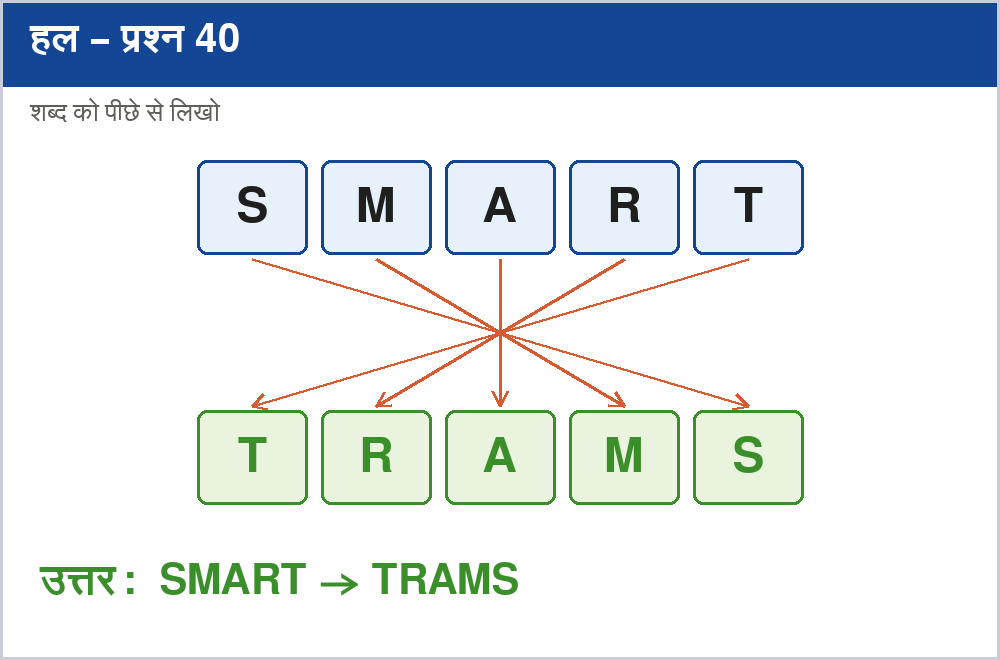 हल – प्रश्न 40
शब्द को पीछे से लिखो
S M A R T
T R A M S
उत्तर : SMART → TRAMS